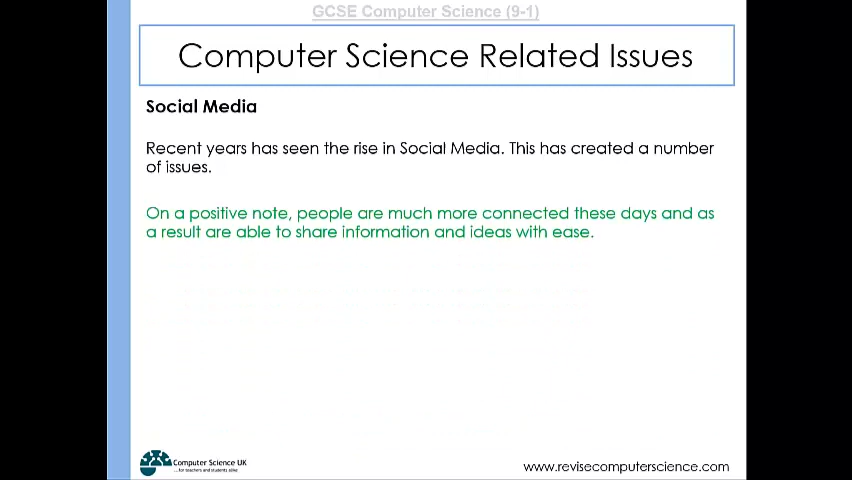 GCSE Computer Science (9-1)
Computer Science Related Issues
Social Media
Recent years has seen the rise in Social Media. This has created a number
of issues.
On a positive note, people are much more connected these days and as
a result are able to share information and ideas with ease.
Computer Science UK
...for teachers and students alike
www.revisecomputerscience.com